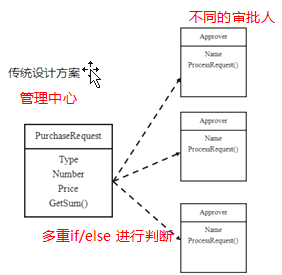 不同的审批人
Approver
Name
ProcessRequest()
传统设计方案
管理中心
PurchaseRequest
Type
Number
Price
GetSum()
Approver
Name
ProcessRequest()
多重if/else 进行判断
Approver
Name
ProcessRequest()